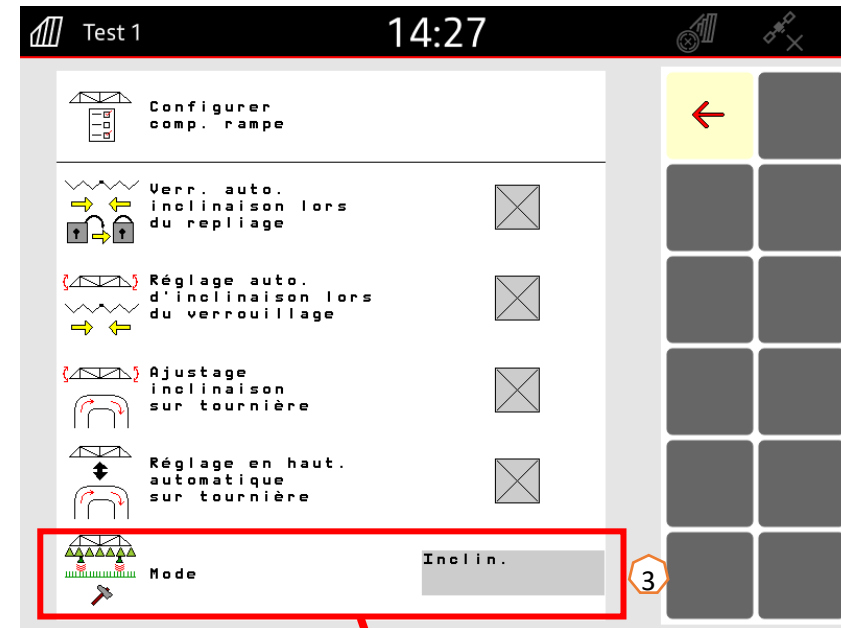 Test 1
14:27
Configurer
comp. rampe
Verr. auto.
inclinaison lors
du repliage
Réglage auto.
d'inclinaison lors
du verrouillage
Ajustage
inclinaison
sur tournière
Réglage en haut.
automatique
sur tournière
Mode
Inclin.
3